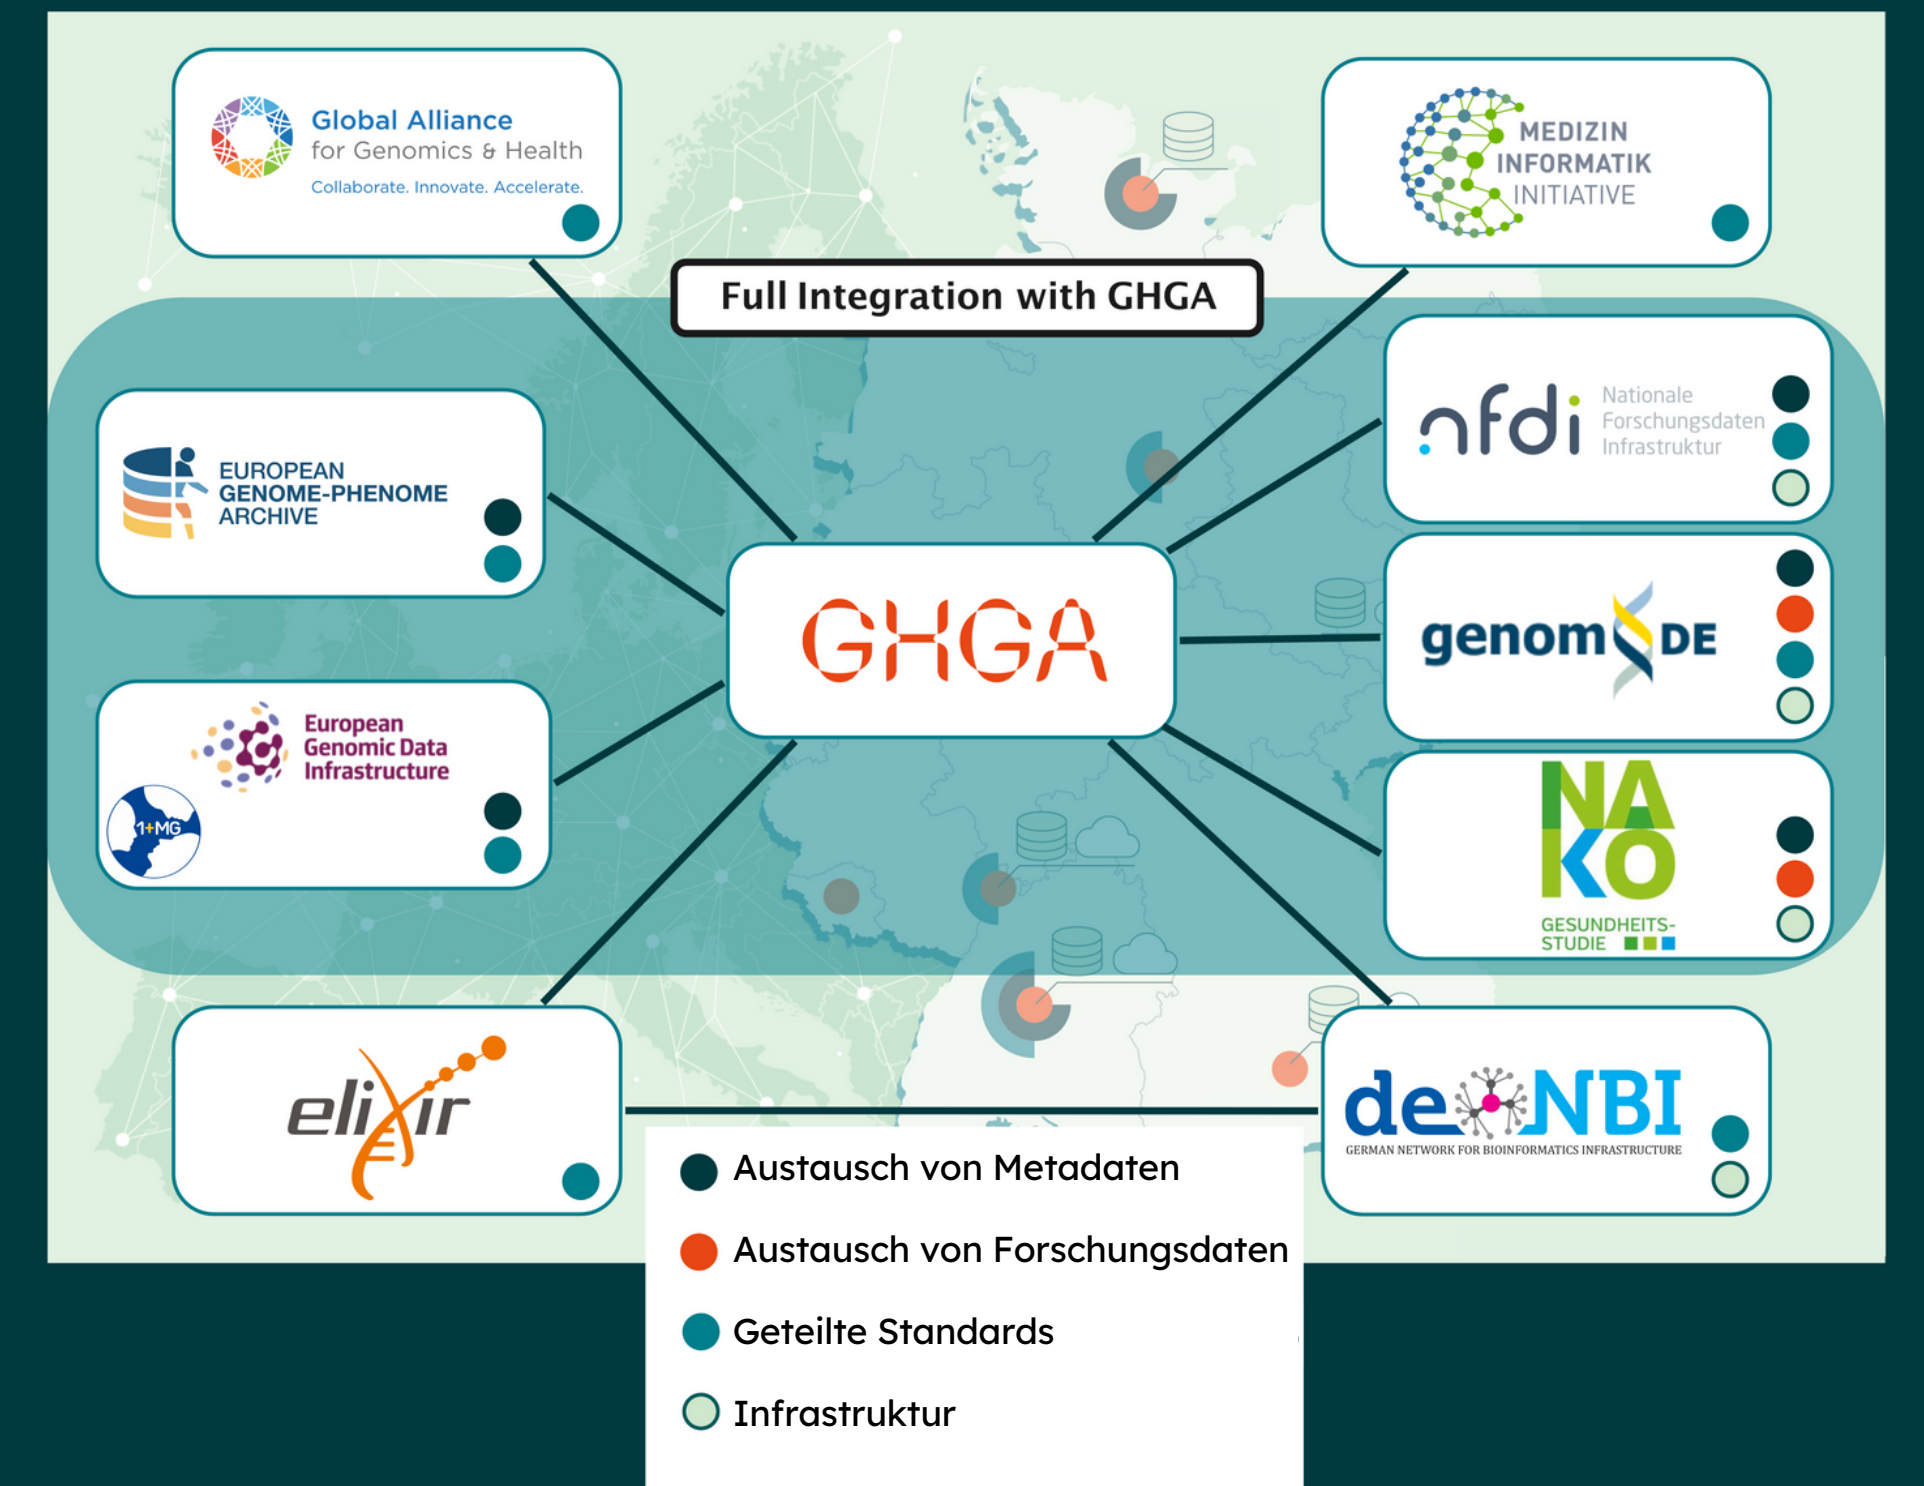 Global Alliance
for Genomics & Health
Collaborate. Innovate. Accelerate.
MEDIZIN
INFORMATIK
INITIATIVE
Full Integration with GHGA
EUROPEAN
GENOME-PHENOME
ARCHIVE
nfdi
Nationale
Forschungsdaten
Infrastruktur
GHGA
genomDE
European
Genomic Data
Infrastructure
1+MG
NA
KO
GESUNDHEITS-
STUDIE
elixir
de.NBI
GERMAN NETWORK FOR BIOINFORMATICS INFRASTRUCTURE
Austausch von Metadaten
Austausch von Forschungsdaten
Geteilte Standards
Infrastruktur